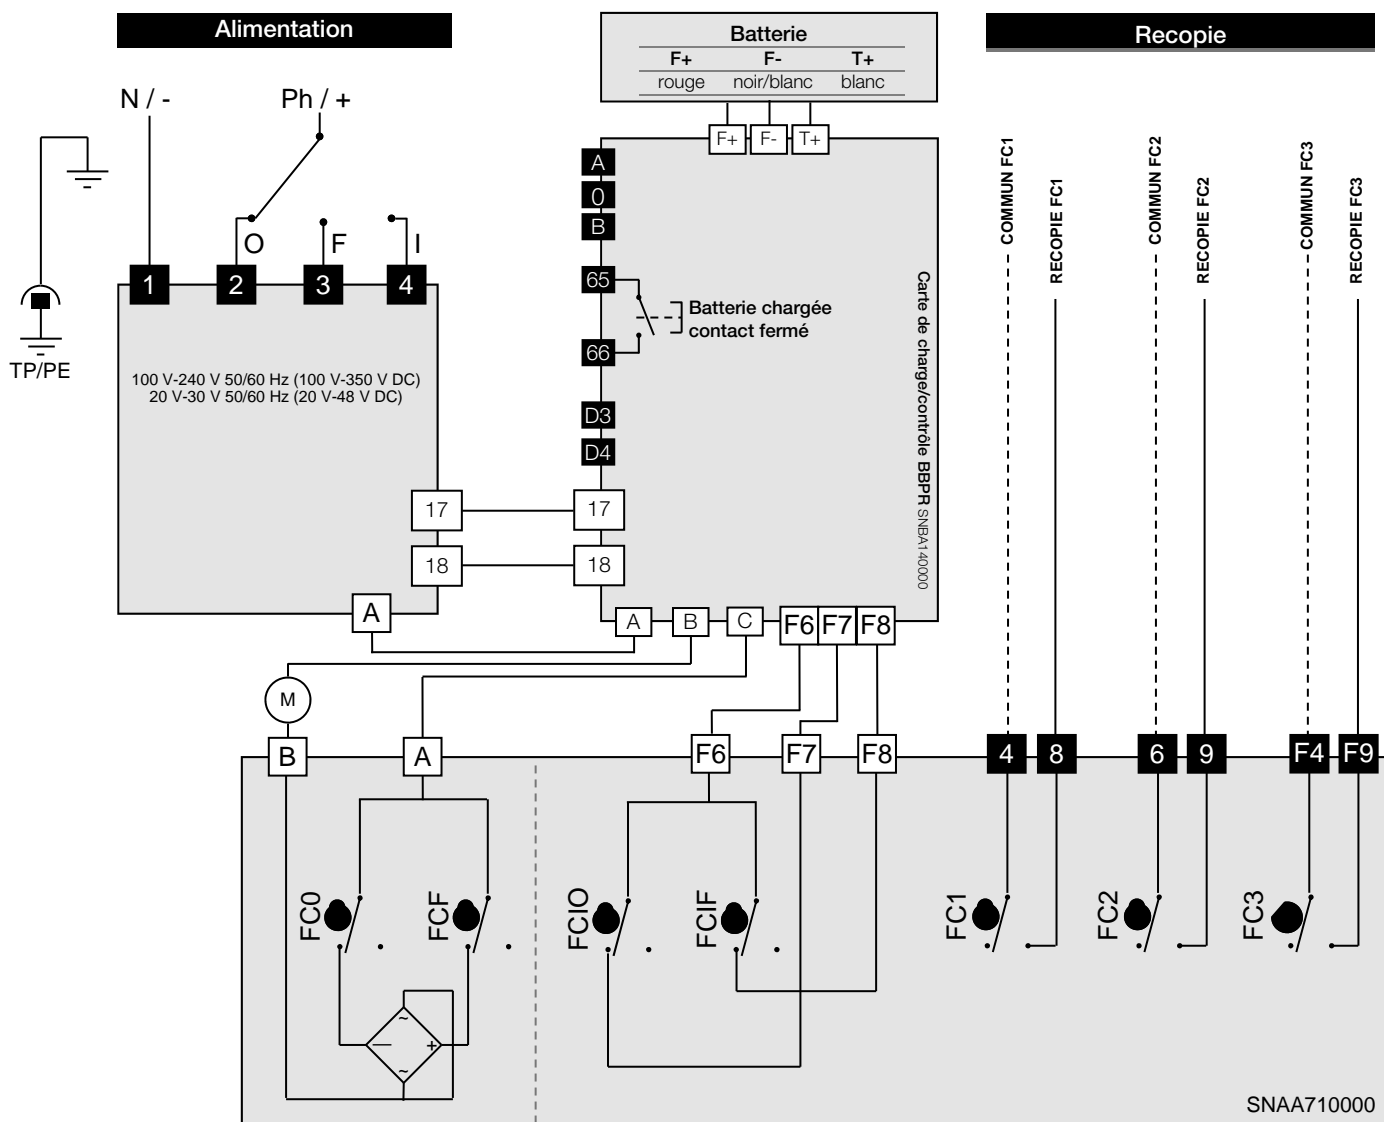 Alimentation
Batterie
F+ F- T+
rouge noir/blanc blanc
Recopie
N / -
Ph / +
F+ F- T+
A
0
B
65
66
Batterie chargée
contact fermé
D3
D4
17
18
Carte de charge/contrôle BBPR SNBA140000
O F I
1 2 3 4
TP/PE
100 V-240 V 50/60 Hz (100 V-350 V DC)
20 V-30 V 50/60 Hz (20 V-48 V DC)
17
18
A
A B C F6 F7 F8
COMMUN FC1
RECOPIE FC1
COMMUN FC2
RECOPIE FC2
COMMUN FC3
RECOPIE FC3
M
B A F6 F7 F8 4 8 6 9 F4 F9
FC0
FCF
FCIO
FCIF
FC1
FC2
FC3
~
— +
~
SNAA710000